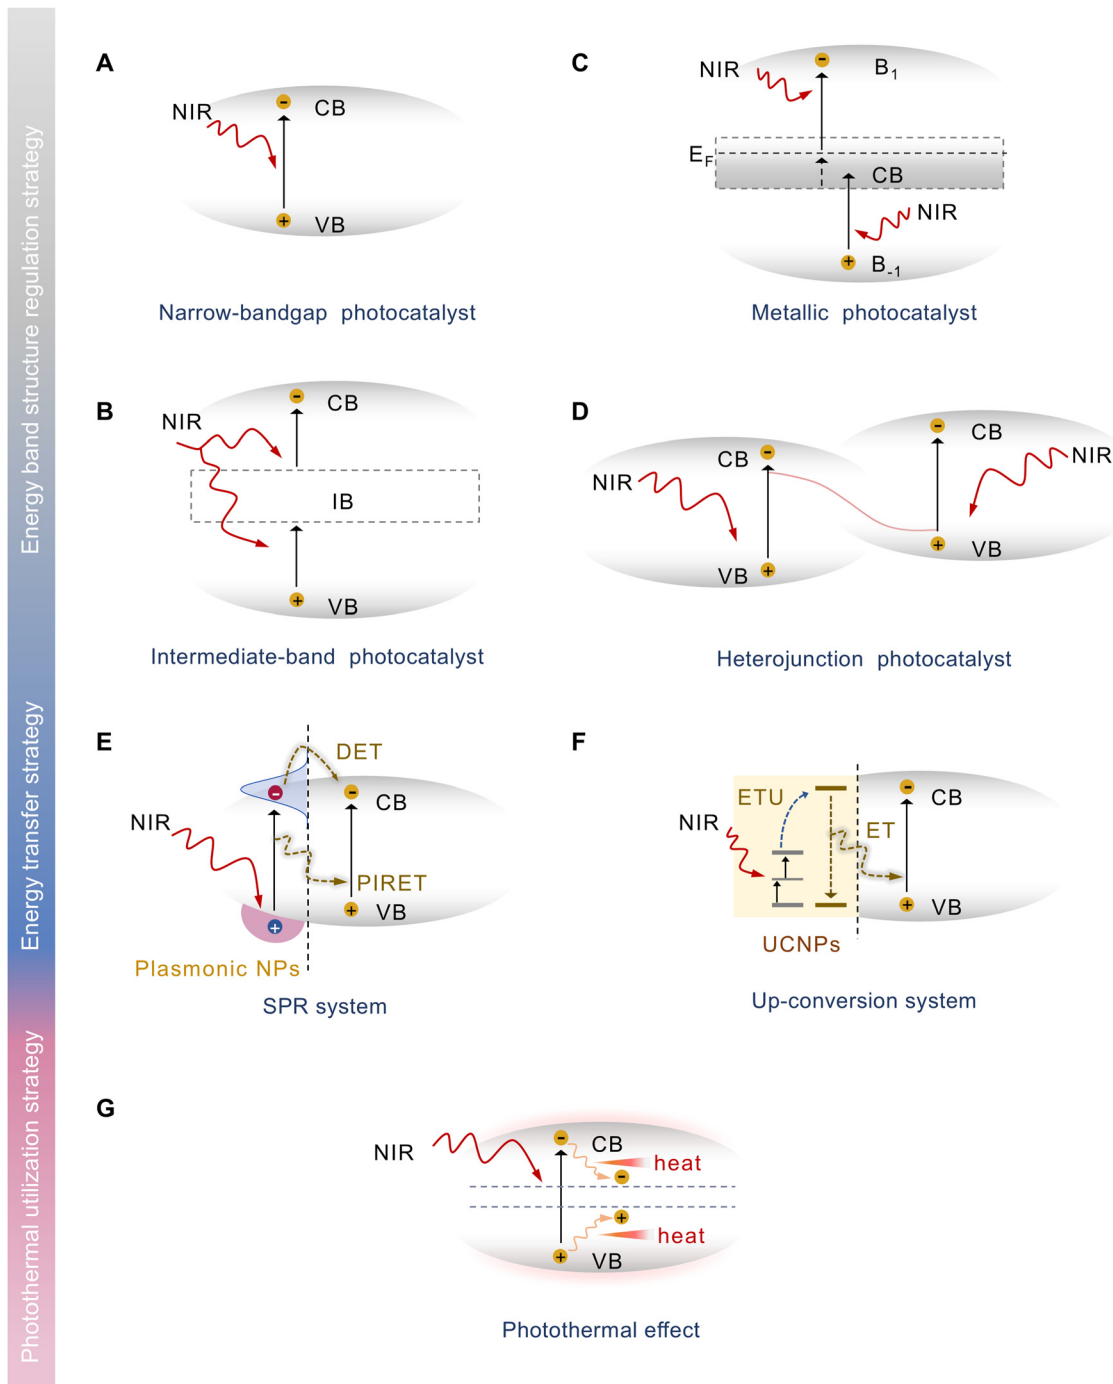 Energy band structure regulation strategy
Energy transfer strategy
Photothermal utilization strategy
A
NIR
CB
VB
Narrow-bandgap photocatalyst
C
NIR
B₁
E_F
CB
NIR
B₋₁
Metallic photocatalyst
B
NIR
CB
IB
VB
Intermediate-band photocatalyst
D
NIR
CB
VB
CB
NIR
VB
Heterojunction photocatalyst
E
DET
NIR
CB
PIRET
VB
Plasmonic NPs
SPR system
F
NIR
ETU
ET
CB
VB
UCNPs
Up-conversion system
G
NIR
CB
heat
heat
VB
Photothermal effect